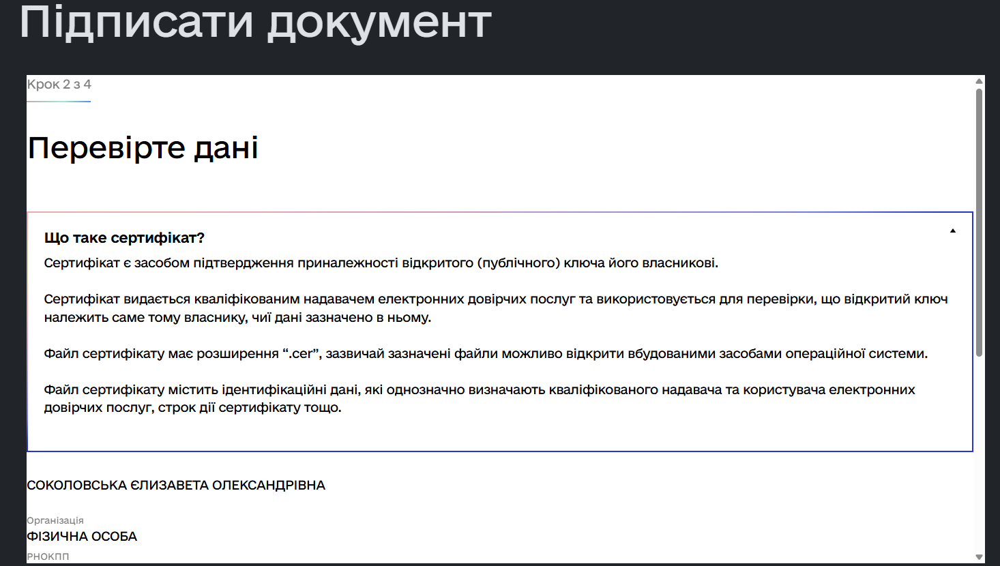 Підписати документ
Крок 2 з 4
Перевірте дані
Що таке сертифікат?
Сертифікат є засобом підтвердження приналежності відкритого (публічного) ключа його власникові.
Сертифікат видається кваліфікованим надавачем електронних довірчих послуг та використовується для перевірки, що відкритий ключ
належить саме тому власнику, чиї дані зазначено в ньому.
Файл сертифікату має розширення “.cer”, зазвичай зазначені файли можливо відкрити вбудованими засобами операційної системи.
Файл сертифікату містить ідентифікаційні дані, які однозначно визначають кваліфікованого надавача та користувача електронних
довірчих послуг, строк дії сертифікату тощо.
СОКОЛОВСЬКА ЄЛИЗАВЕТА ОЛЕКСАНДРІВНА
Організація
ФІЗИЧНА ОСОБА
РНОКПП